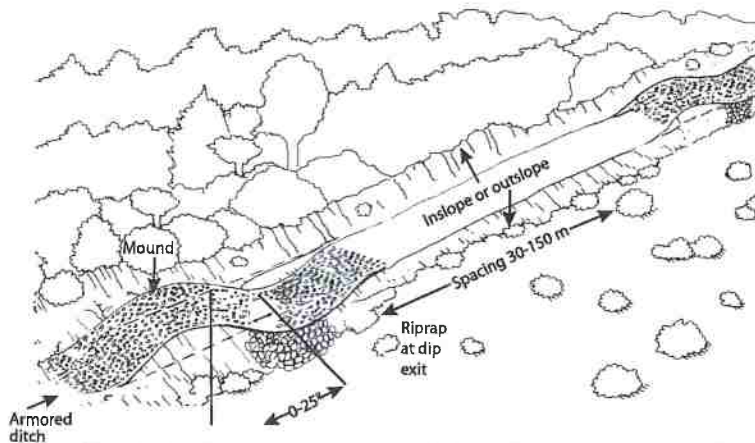 Mound
Inslope or outslope
Spacing 30-150 m
Riprap
at dip
exit
0-25°
Armored
ditch